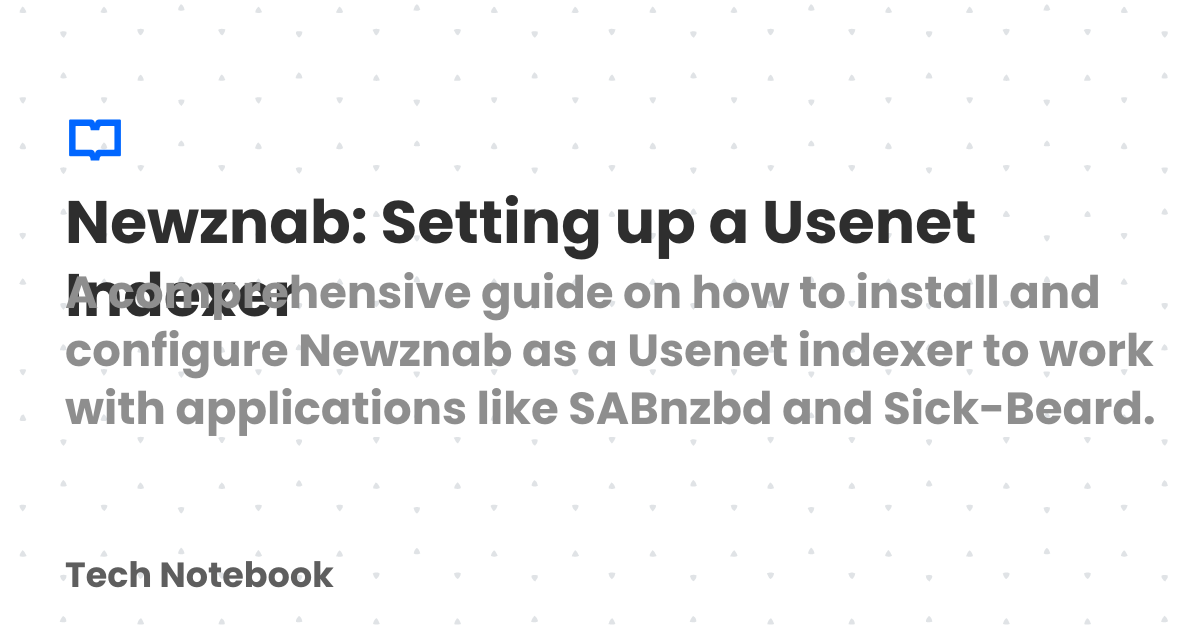 Newznab: Setting up a Usenet
Indexer
A comprehensive guide on how to install and
configure Newznab as a Usenet indexer to work
with applications like SABnzbd and Sick-Beard.
Tech Notebook